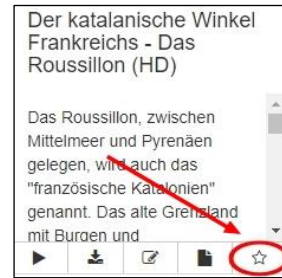 Der katalanische Winkel
Frankreichs - Das
Roussillon (HD)
Das Roussillon, zwischen
Mittelmeer und Pyrenäen
gelegen, wird auch das
"französische Katalonien"
genannt. Das alte Grenzland
mit Burgen und